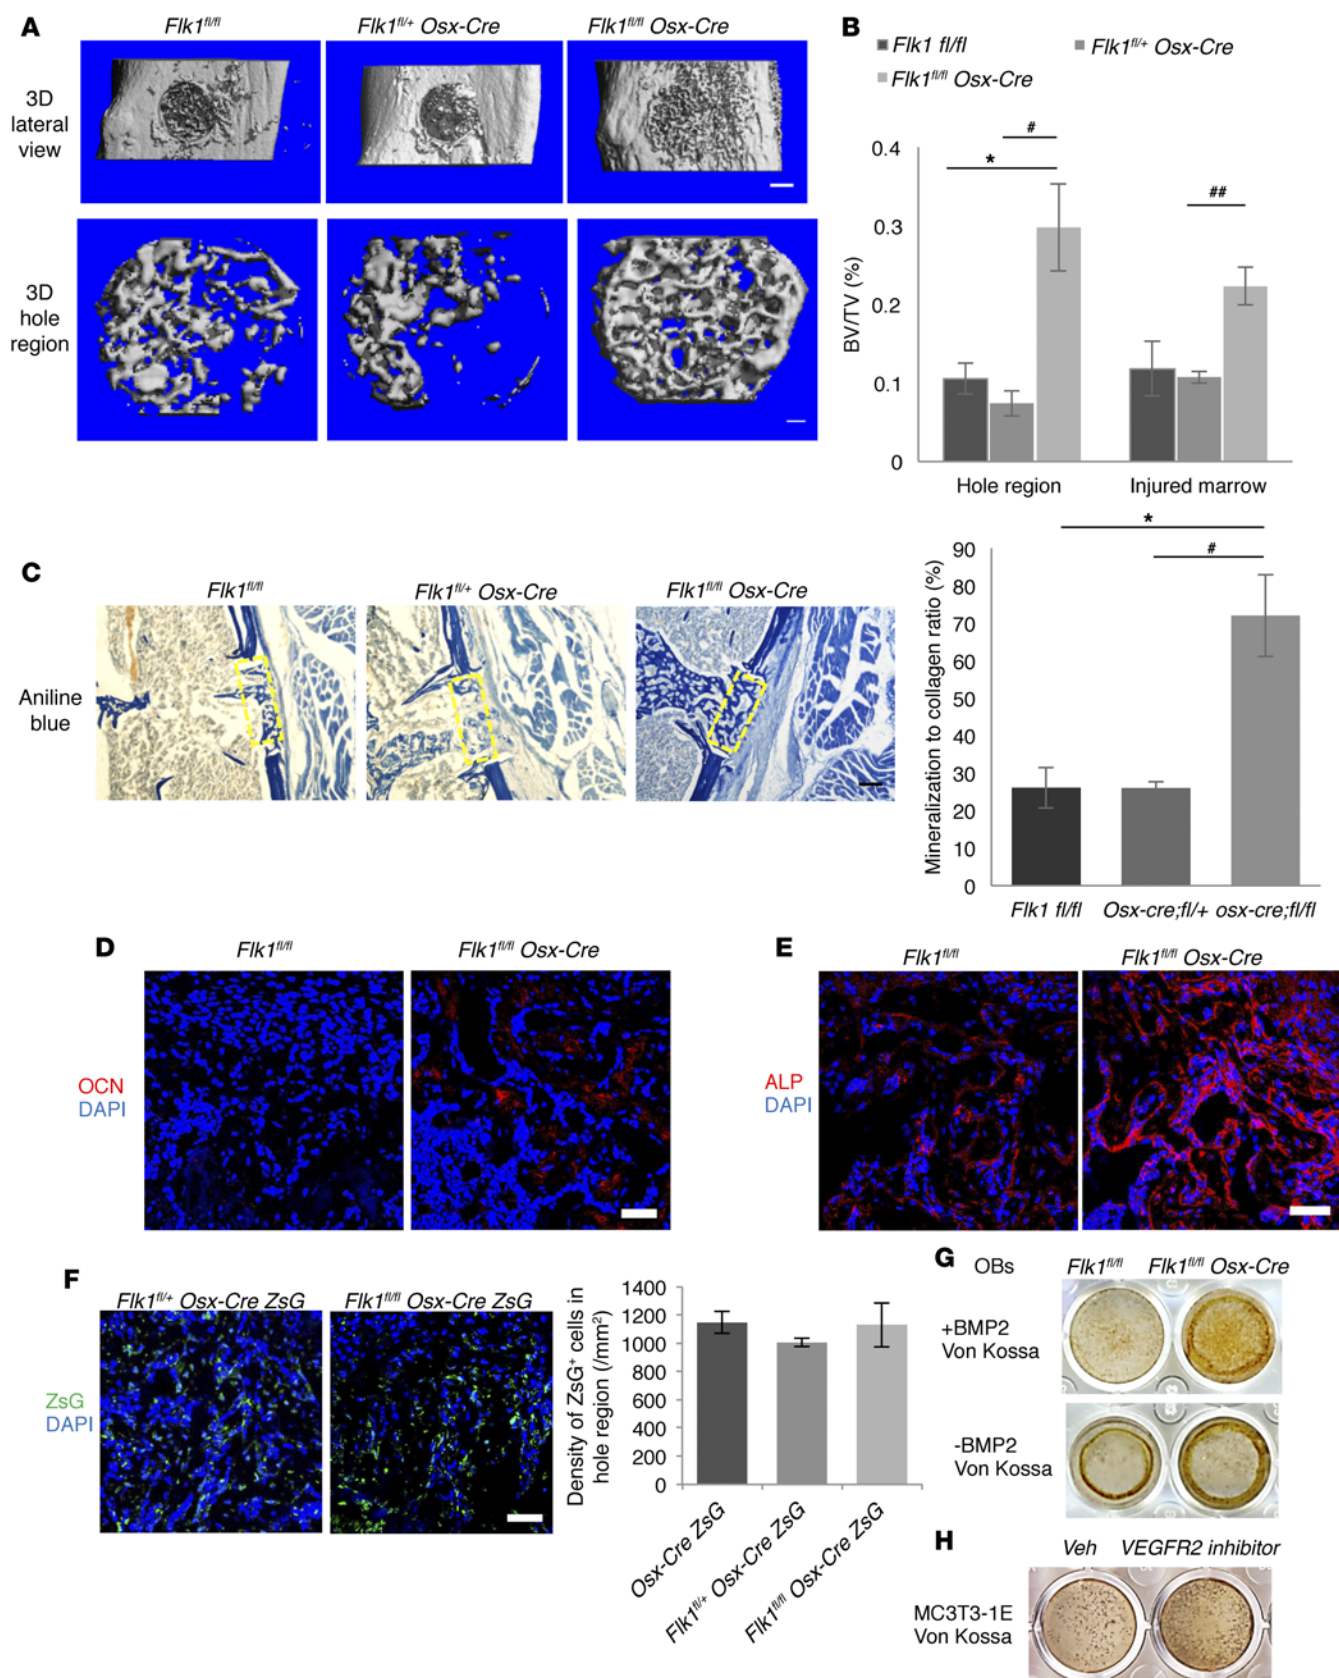 A
Flk1fl/fl
Flk1fl/+ Osx-Cre
Flk1fl/fl Osx-Cre
3D
lateral
view
3D
hole
region
B
Flk1 fl/fl
Flk1fl/+ Osx-Cre
Flk1fl/fl Osx-Cre
#
*
##
0.4
0.3
0.2
0.1
0
BV/TV (%)
Hole region
Injured marrow
C
Flk1fl/fl
Flk1fl/+ Osx-Cre
Flk1fl/fl Osx-Cre
Aniline
blue
*
#
90
80
70
60
50
40
30
20
10
0
Mineralization to collagen ratio (%)
Flk1 fl/fl
Osx-cre;fl/+
osx-cre;fl/fl
D
Flk1fl/fl
Flk1fl/fl Osx-Cre
OCN
DAPI
E
Flk1fl/fl
Flk1fl/fl Osx-Cre
ALP
DAPI
F
Flk1fl/+ Osx-Cre ZsG
Flk1fl/fl Osx-Cre ZsG
ZsG
DAPI
Density of ZsG+ cells in
hole region (/mm2)
1400
1200
1000
800
600
400
200
0
Osx-Cre ZsG
Flk1fl/+ Osx-Cre ZsG
Flk1fl/fl Osx-Cre ZsG
G
OBs
Flk1fl/fl
Flk1fl/fl Osx-Cre
+BMP2
Von Kossa
-BMP2
Von Kossa
H
Veh
VEGFR2 inhibitor
MC3T3-1E
Von Kossa